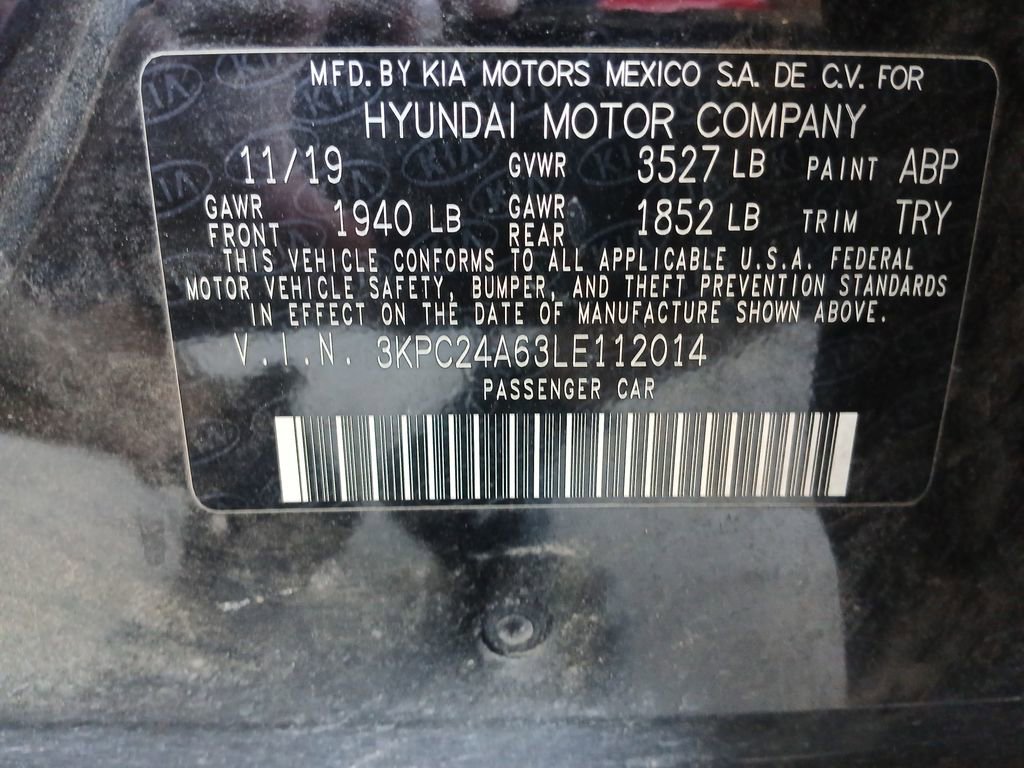 MFD. BY KIA MOTORS MEXICO S.A. DE C.V. FOR
HYUNDAI MOTOR COMPANY
11/19 GVWR 3527 LB PAINT ABP
GAWR FRONT 1940 LB GAWR REAR 1852 LB TRIM TRY
THIS VEHICLE CONFORMS TO ALL APPLICABLE U.S.A. FEDERAL
MOTOR VEHICLE SAFETY, BUMPER, AND THEFT PREVENTION STANDARDS
IN EFFECT ON THE DATE OF MANUFACTURE SHOWN ABOVE.
V.I.N. 3KPC24A63LE112014
PASSENGER CAR